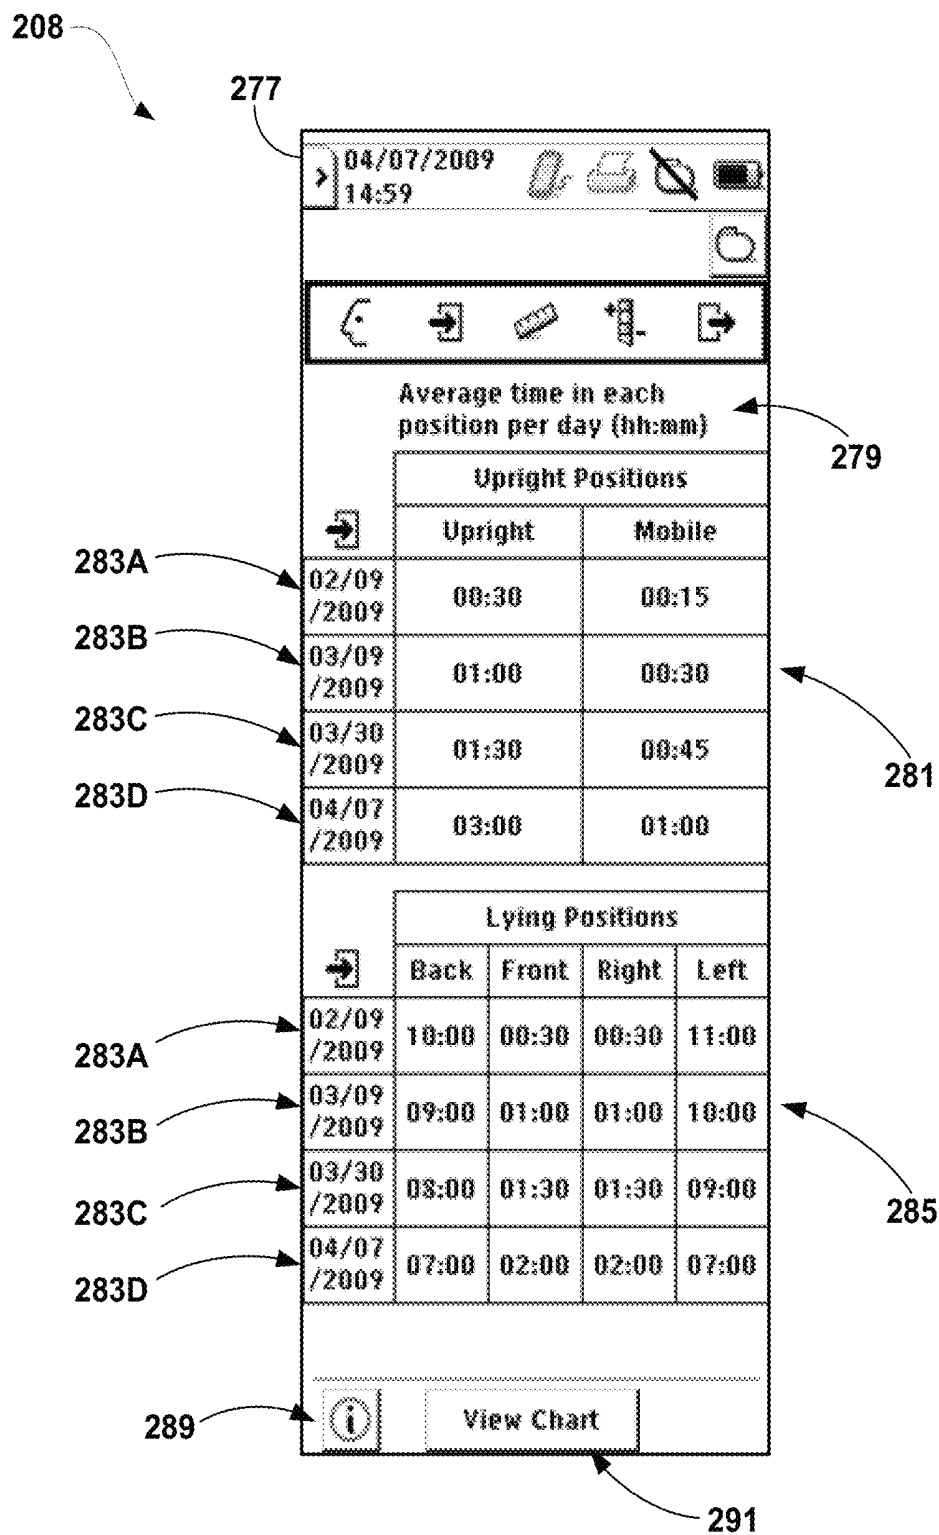 208
277
> 04/07/2009
14:59
Average time in each
position per day (hh:mm)
279
Upright Positions
Upright Mobile
283A
02/09
/2009
00:30 00:15
283B
03/09
/2009
01:00 00:30
281
283C
03/30
/2009
01:30 00:45
283D
04/07
/2009
03:00 01:00
Lying Positions
Back Front Right Left
283A
02/09
/2009
10:00 00:30 00:30 11:00
283B
03/09
/2009
09:00 01:00 01:00 10:00
285
283C
03/30
/2009
08:00 01:30 01:30 09:00
283D
04/07
/2009
07:00 02:00 02:00 07:00
289
i
View Chart
291